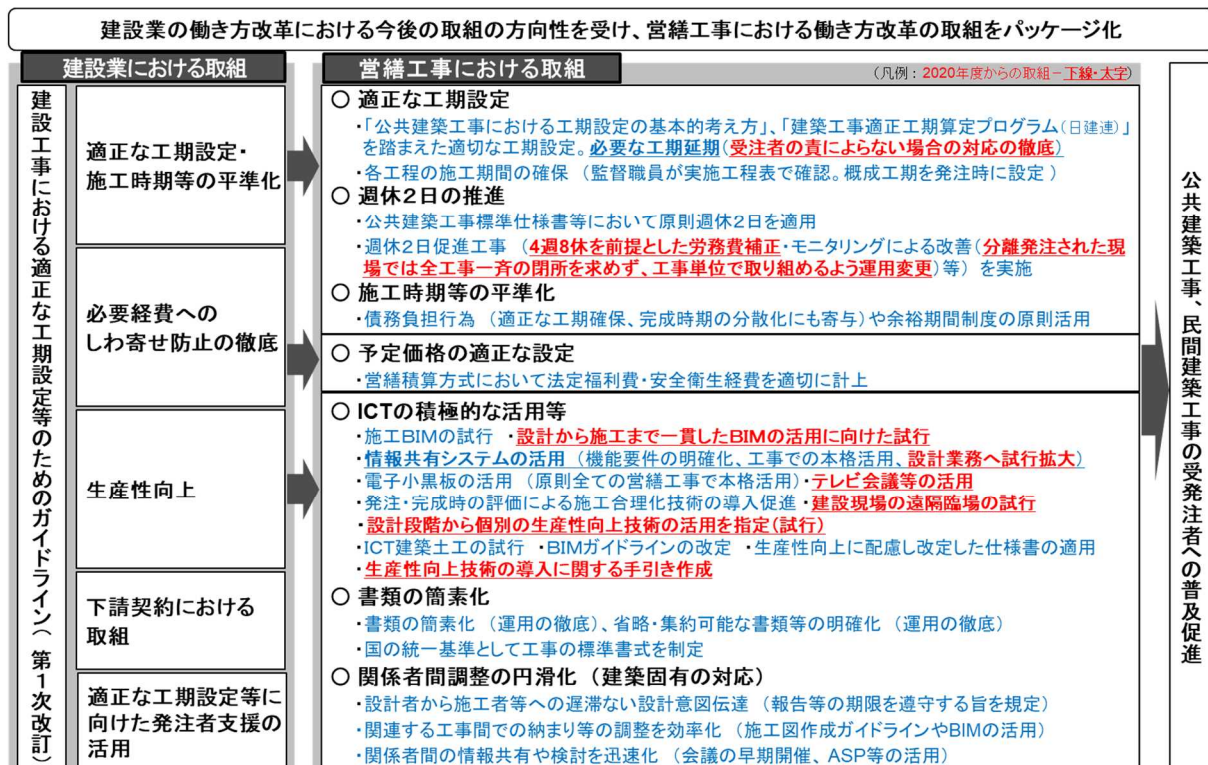 建設業の働き方改革における今後の取組の方向性を受け、営繕工事における働き方改革の取組をパッケージ化
建設業における取組
営繕工事における取組
（凡例：2020年度からの取組－下線・太字）
建設工事における適正な工期設定等のためのガイドライン（第１次改訂）
適正な工期設定・
施工時期等の平準化
必要経費への
しわ寄せ防止の徹底
生産性向上
下請契約における
取組
適正な工期設定等に
向けた発注者支援の
活用
○ 適正な工期設定
・「公共建築工事における工期設定の基本的考え方」、「建築工事適正工期算定プログラム（日建連）」
を踏まえた適切な工期設定。必要な工期延期（受注者の責によらない場合の対応の徹底）
・各工程の施工期間の確保 （監督職員が実施工程表で確認。概成工期を発注時に設定 ）
○ 週休２日の推進
・公共建築工事標準仕様書等において原則週休２日を適用
・週休２日促進工事 （4週8休を前提とした労務費補正・モニタリングによる改善（分離発注された現
場では全工事一斉の閉所を求めず、工事単位で取り組めるよう運用変更）等） を実施
○ 施工時期等の平準化
・債務負担行為 （適正な工期確保、完成時期の分散化にも寄与）や余裕期間制度の原則活用
○ 予定価格の適正な設定
・営繕積算方式において法定福利費・安全衛生経費を適切に計上
○ ICTの積極的な活用等
・施工BIMの試行 ・設計から施工まで一貫したBIMの活用に向けた試行
・情報共有システムの活用 （機能要件の明確化、工事での本格活用、設計業務へ試行拡大）
・電子小黒板の活用 （原則全ての営繕工事で本格活用）・テレビ会議等の活用
・発注・完成時の評価による施工合理化技術の導入促進 ・建設現場の遠隔臨場の試行
・設計段階から個別の生産性向上技術の活用を指定（試行）
・ICT建築土工の試行 ・BIMガイドラインの改定 ・生産性向上に配慮し改定した仕様書の適用
・生産性向上技術の導入に関する手引き作成
○ 書類の簡素化
・書類の簡素化 （運用の徹底）、省略・集約可能な書類等の明確化 （運用の徹底）
・国の統一基準として工事の標準書式を制定
○ 関係者間調整の円滑化 （建築固有の対応）
・設計者から施工者等への遅滞ない設計意図伝達 （報告等の期限を遵守する旨を規定）
・関連する工事間での納まり等の調整を効率化 （施工図作成ガイドラインやBIMの活用）
・関係者間の情報共有や検討を迅速化 （会議の早期開催、ASP等の活用）
公共建築工事、民間建築工事の受発注者への普及促進